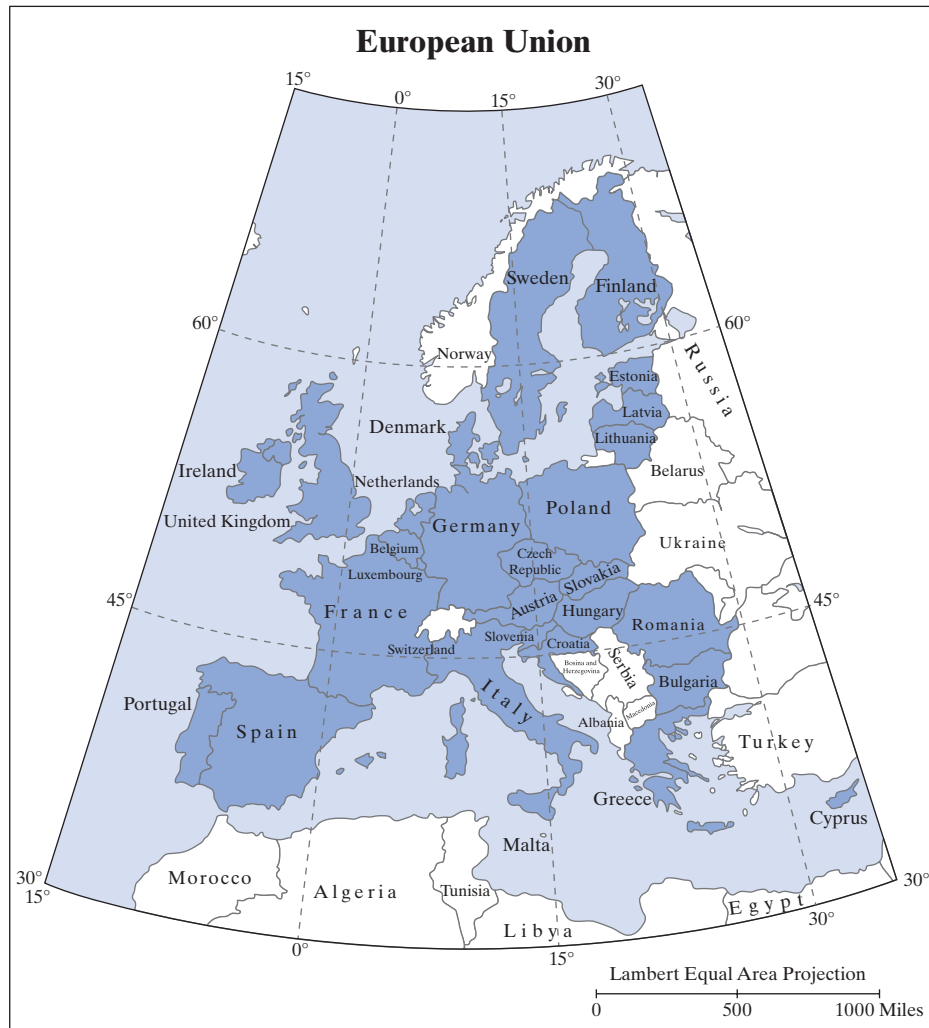 European Union
15°
0°
15°
30°
Sweden
Finland
60°
60°
Norway
Russia
Estonia
Denmark
Latvia
Lithuania
Ireland
Belarus
Netherlands
United Kingdom
Germany
Poland
Ukraine
Belgium
Czech
Republic
Luxembourg
Slovakia
45°
45°
France
Austria
Hungary
Romania
Slovenia
Croatia
Switzerland
Bosina and
Herzegovina
Serbia
Bulgaria
Portugal
Italy
Spain
Albania
Macedonia
Turkey
Greece
Cyprus
Malta
30°
15°
30°
Morocco
Algeria
Tunisia
Egypt
Libya
30°
0°
15°
Lambert Equal Area Projection
0 500 1000 Miles